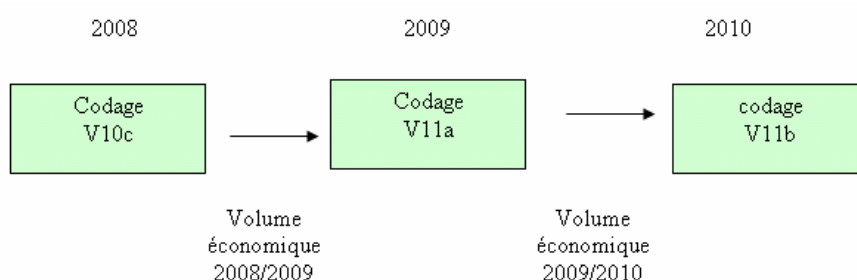 2008
2009
2010
Codage
V10c
Codage
V11a
codage
V11b
Volume
économique
2008/2009
Volume
économique
2009/2010